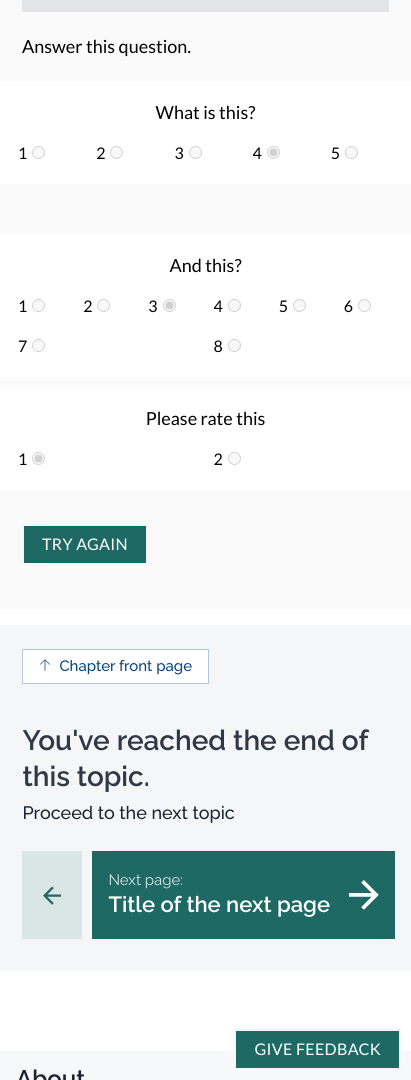 Answer this question.
What is this?
1 2 3 4 5
And this?
1 2 3 4 5 6
7 8
Please rate this
1 2
TRY AGAIN
↑ Chapter front page
You've reached the end of
this topic.
Proceed to the next topic
Next page:
Title of the next page
GIVE FEEDBACK
About